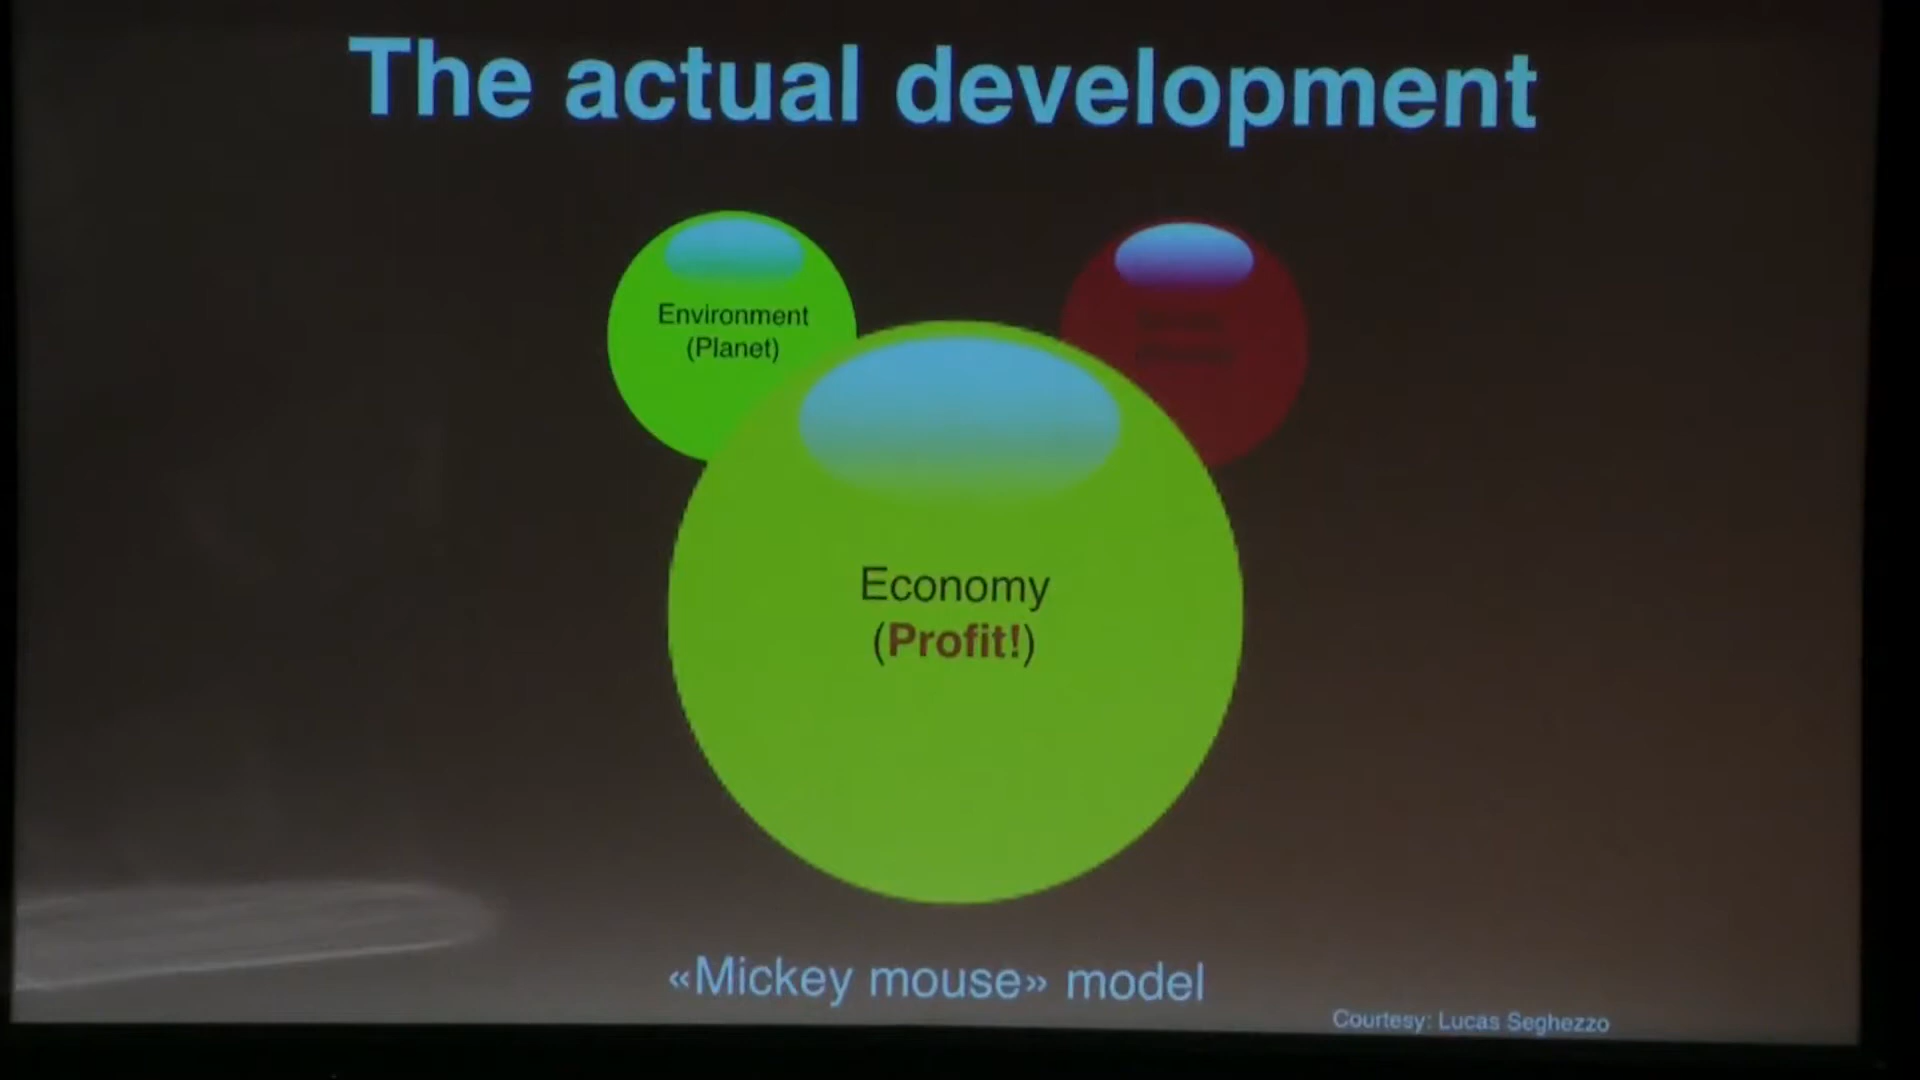 The actual development
Environment
(Planet)
Economy
(Profit!)
«Mickey mouse» model
Courtesy: Lucas Seghezzo